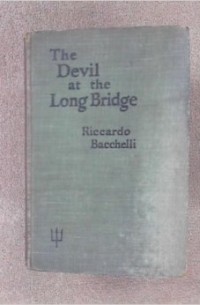 The
Devil
at the
Long Bridge
Riccardo
Bacchelli